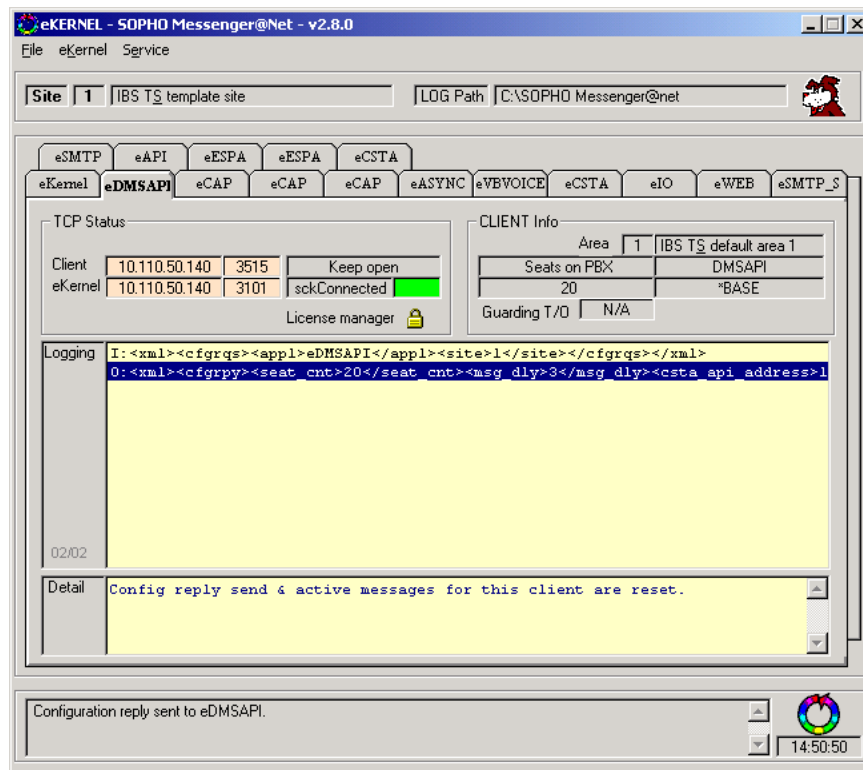 eKERNEL - SOPHO Messenger@Net - v2.8.0
File eKernel Service
Site 1 IBS TS template site LOG Path C:\SOPHO Messenger@net
eSMTP eAPI eESPA eESPA eCSTA
eKernel eDMSAPI eCAP eCAP eCAP eASYNC eVBVOICE eCSTA eIO eWEB eSMTP_S
TCP Status
Client 10.110.50.140 3515 Keep open
eKernel 10.110.50.140 3101 sckConnected
License manager
CLIENT Info
Area 1 IBS TS default area 1
Seats on PBX DMSAPI
20 *BASE
Guarding T/O N/A
Logging
I:<xml><cfgrqs><appl>eDMSAPI</appl><site>1</site></cfgrqs></xml>
O:<xml><cfgrpy><seat_cnt>20</seat_cnt><msg_dly>3</msg_dly><csta_api_address>1
02/02
Detail
Config reply send & active messages for this client are reset.
Configuration reply sent to eDMSAPI.
14:50:50